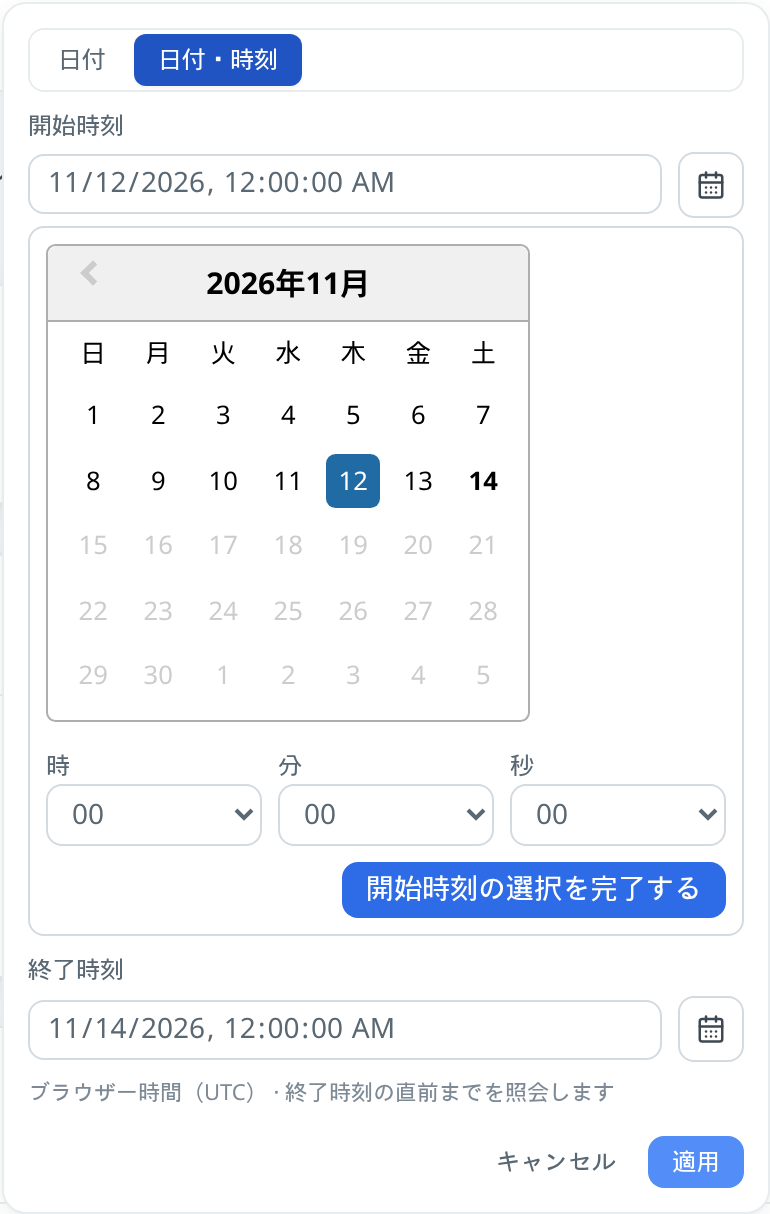 日付 日付・時刻
開始時刻
11/12/2026, 12:00:00 AM
2026年11月
日 月 火 水 木 金 土
1 2 3 4 5 6 7
8 9 10 11 12 13 14
15 16 17 18 19 20 21
22 23 24 25 26 27 28
29 30 1 2 3 4 5
時 分 秒
00 00 00
開始時刻の選択を完了する
終了時刻
11/14/2026, 12:00:00 AM
ブラウザー時間（UTC） · 終了時刻の直前までを照会します
キャンセル 適用